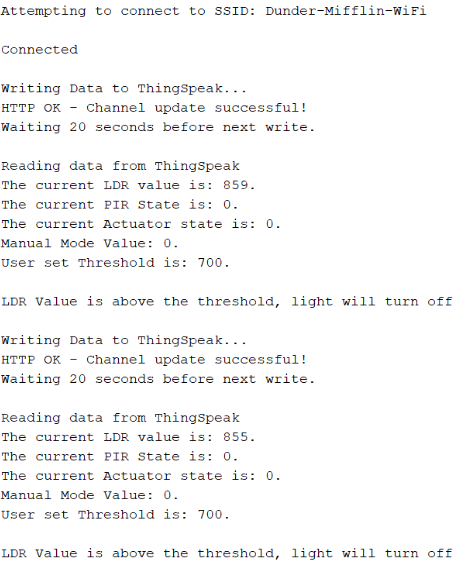 Attempting to connect to SSID: Dunder-Mifflin-WiFi
Connected
Writing Data to ThingSpeak...
HTTP OK - Channel update successful!
Waiting 20 seconds before next write.
Reading data from ThingSpeak
The current LDR value is: 859.
The current PIR State is: 0.
The current Actuator state is: 0.
Manual Mode Value: 0.
User set Threshold is: 700.
LDR Value is above the threshold, light will turn off
Writing Data to ThingSpeak...
HTTP OK - Channel update successful!
Waiting 20 seconds before next write.
Reading data from ThingSpeak
The current LDR value is: 855.
The current PIR State is: 0.
The current Actuator state is: 0.
Manual Mode Value: 0.
User set Threshold is: 700.
LDR Value is above the threshold, light will turn off